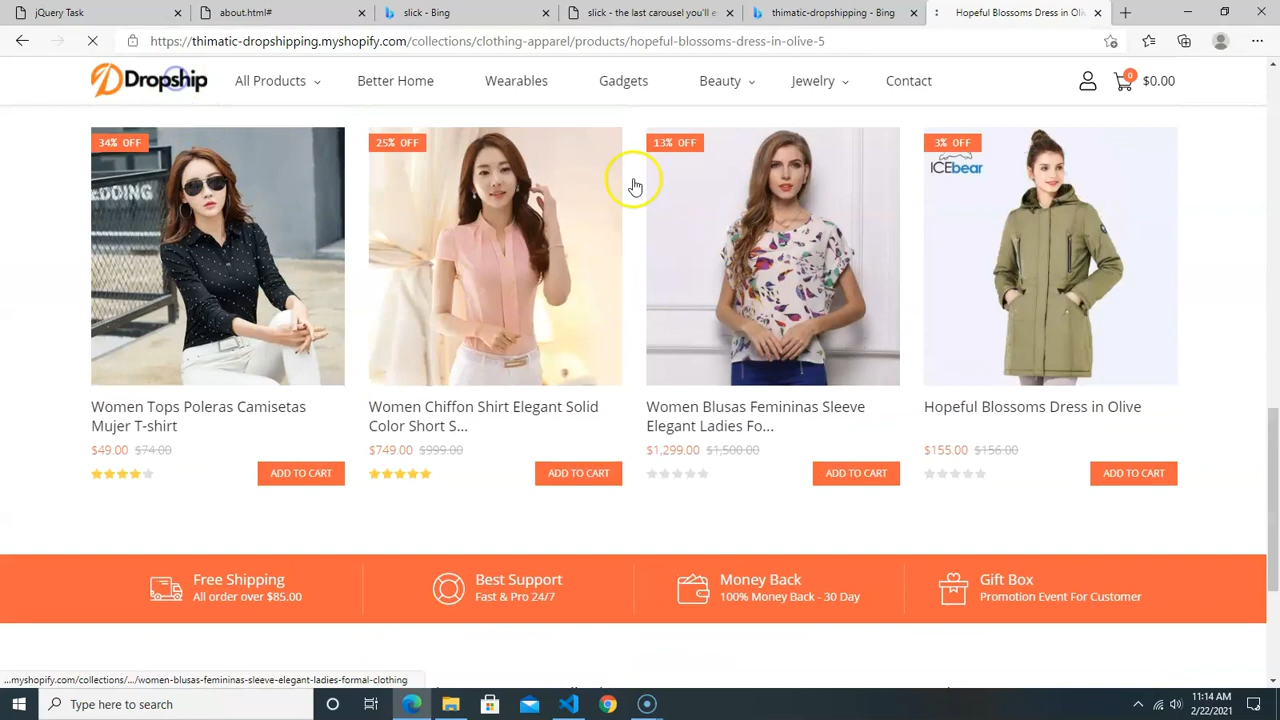 jQuery Task
about.html#
slick - Bing
slick - the last carousel you'll e
thimatic-dropshipping - Bing
Hopeful Blossoms Dress in Oliv
https://thimatic-dropshipping.myshopify.com/collections/clothing-apparel/products/hopeful-blossoms-dress-in-olive-5
Dropship
All Products
Better Home
Wearables
Gadgets
Beauty
Jewelry
Contact
0
$0.00
34% OFF
25% OFF
13% OFF
3% OFF
EDDING
ICEbear
Women Tops Poleras Camisetas
Mujer T-shirt
$49.00 $74.00
ADD TO CART
Women Chiffon Shirt Elegant Solid
Color Short S...
$749.00 $999.00
ADD TO CART
Women Blusas Femininas Sleeve
Elegant Ladies Fo...
$1,299.00 $1,500.00
ADD TO CART
Hopeful Blossoms Dress in Olive
$155.00 $156.00
ADD TO CART
Free Shipping
All order over $85.00
Best Support
Fast & Pro 24/7
Money Back
100% Money Back - 30 Day
Gift Box
Promotion Event For Customer
...myshopify.com/collections/.../women-blusas-femininas-sleeve-elegant-ladies-formal-clothing
Type here to search
11:14 AM
2/22/2021